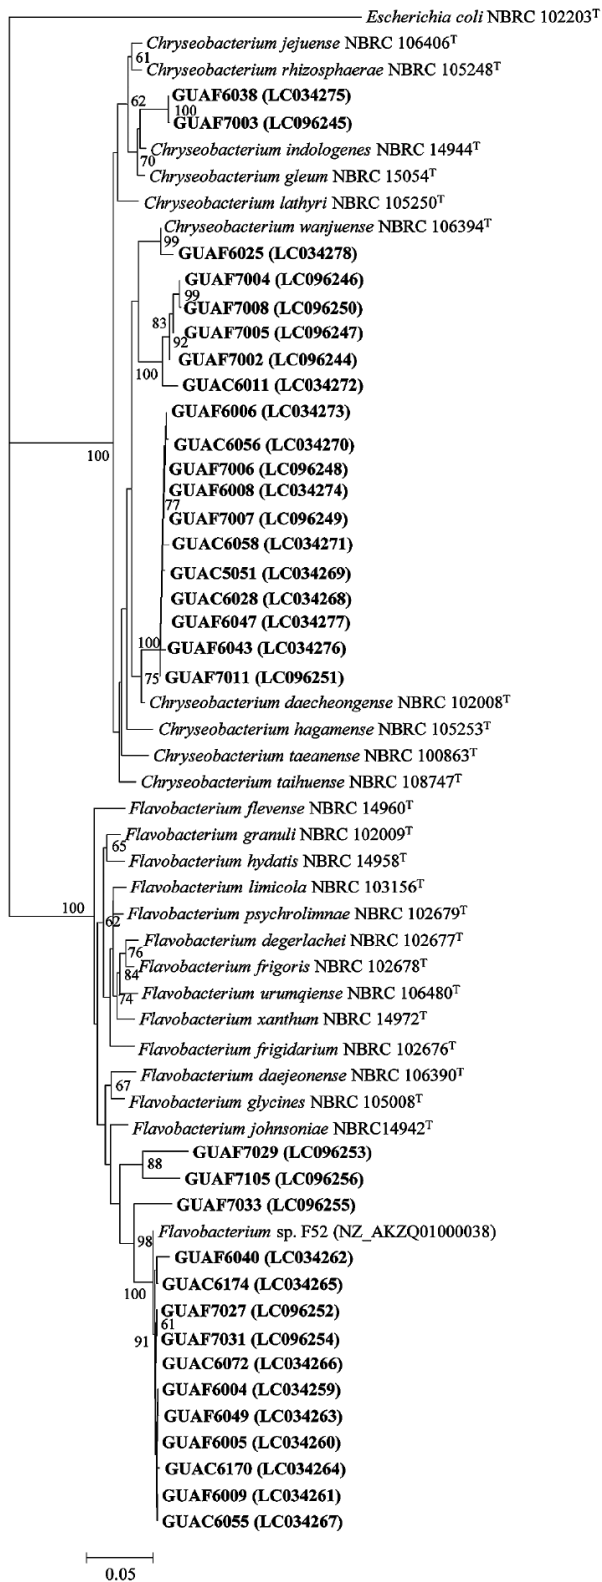 Escherichia coli NBRC 102203T
Chryseobacterium jejuense NBRC 106406T
61
Chryseobacterium rhizosphaerae NBRC 105248T
62
GUAF6038 (LC034275)
100
GUAF7003 (LC096245)
Chryseobacterium indologenes NBRC 14944T
70
Chryseobacterium gleum NBRC 15054T
Chryseobacterium lathyri NBRC 105250T
Chryseobacterium wanjuense NBRC 106394T
99
GUAF6025 (LC034278)
GUAF7004 (LC096246)
99
GUAF7008 (LC096250)
83
GUAF7005 (LC096247)
92
GUAF7002 (LC096244)
100
GUAC6011 (LC034272)
GUAF6006 (LC034273)
GUAC6056 (LC034270)
100
GUAF7006 (LC096248)
GUAF6008 (LC034274)
77
GUAF7007 (LC096249)
GUAC6058 (LC034271)
GUAC5051 (LC034269)
GUAC6028 (LC034268)
GUAF6047 (LC034277)
100
GUAF6043 (LC034276)
75
GUAF7011 (LC096251)
Chryseobacterium daecheongense NBRC 102008T
Chryseobacterium hagamense NBRC 105253T
Chryseobacterium taeanense NBRC 100863T
Chryseobacterium taihuense NBRC 108747T
Flavobacterium flevense NBRC 14960T
Flavobacterium granuli NBRC 102009T
65
Flavobacterium hydatis NBRC 14958T
Flavobacterium limicola NBRC 103156T
100
Flavobacterium psychrolimnae NBRC 102679T
62
Flavobacterium degerlachei NBRC 102677T
76
Flavobacterium frigoris NBRC 102678T
84
Flavobacterium urumqiense NBRC 106480T
74
Flavobacterium xanthum NBRC 14972T
Flavobacterium frigidarium NBRC 102676T
Flavobacterium daejeonense NBRC 106390T
67
Flavobacterium glycines NBRC 105008T
Flavobacterium johnsoniae NBRC14942T
GUAF7029 (LC096253)
88
GUAF7105 (LC096256)
GUAF7033 (LC096255)
Flavobacterium sp. F52 (NZ_AKZQ01000038)
98
GUAF6040 (LC034262)
GUAC6174 (LC034265)
100
GUAF7027 (LC096252)
61
GUAF7031 (LC096254)
91
GUAC6072 (LC034266)
GUAF6004 (LC034259)
GUAF6049 (LC034263)
GUAF6005 (LC034260)
GUAC6170 (LC034264)
GUAF6009 (LC034261)
GUAC6055 (LC034267)
0.05